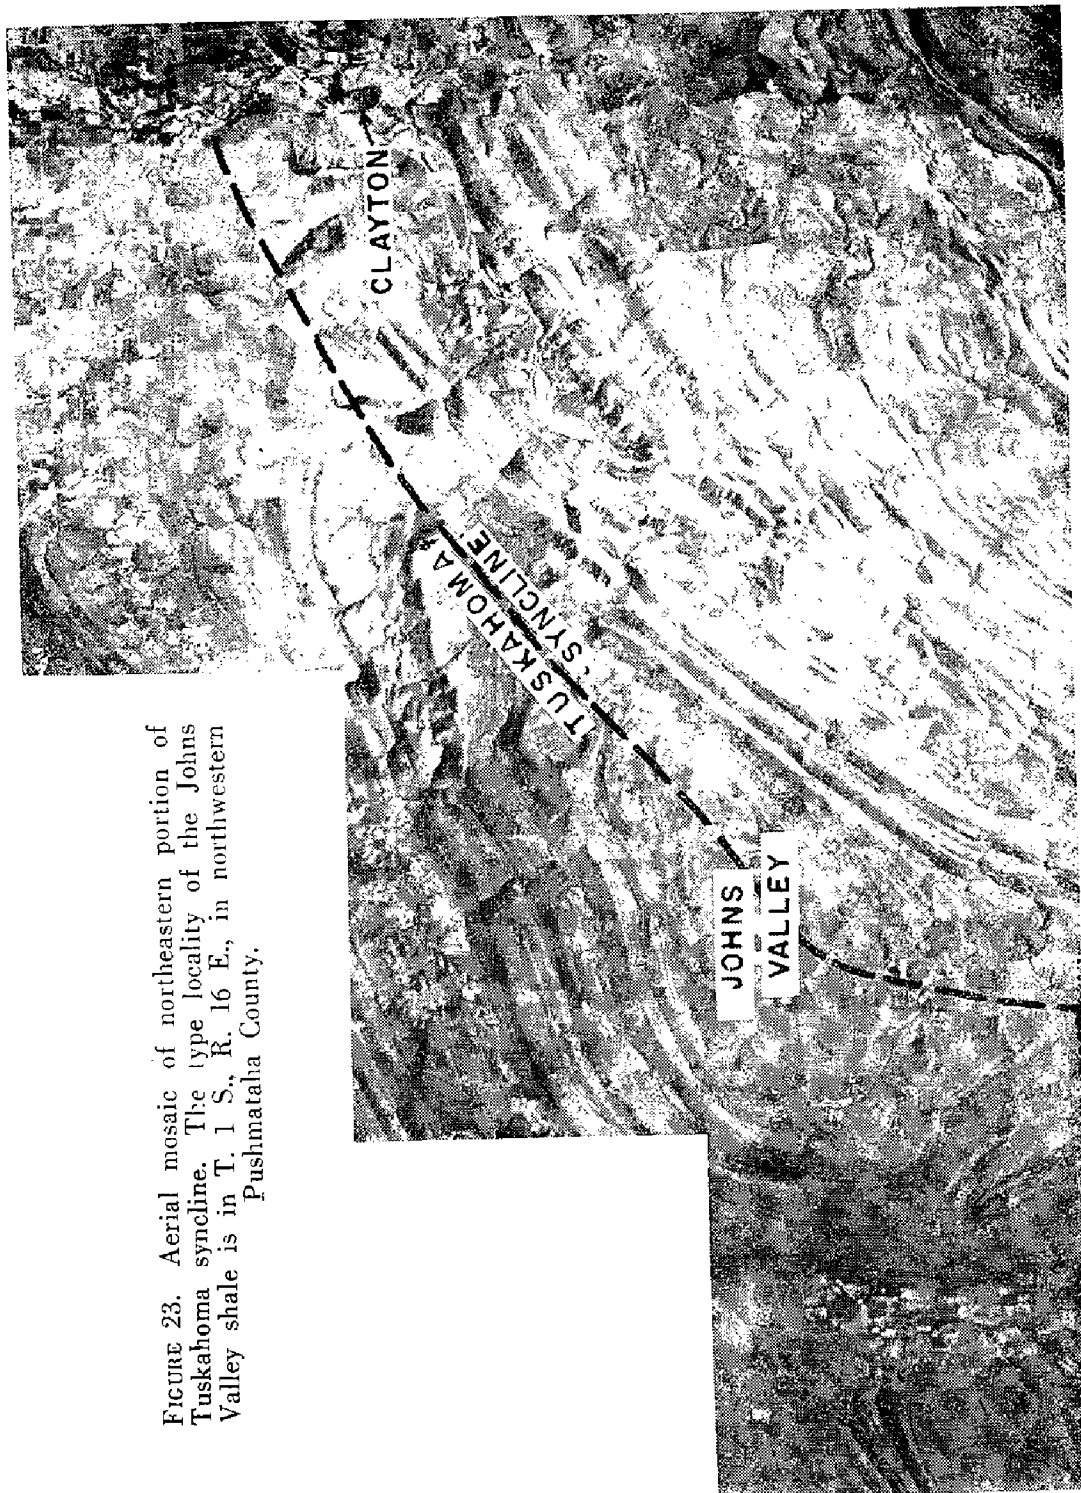 FIGURE 23. Aerial mosaic of northeastern portion of
Tuskahoma syncline. The type locality of the Johns
Valley shale is in T. 1 S., R. 16 E., in northwestern
Pushmataha County.
CLAYTON
TUSKAHOMA
SYNCLINE
JOHNS
VALLEY